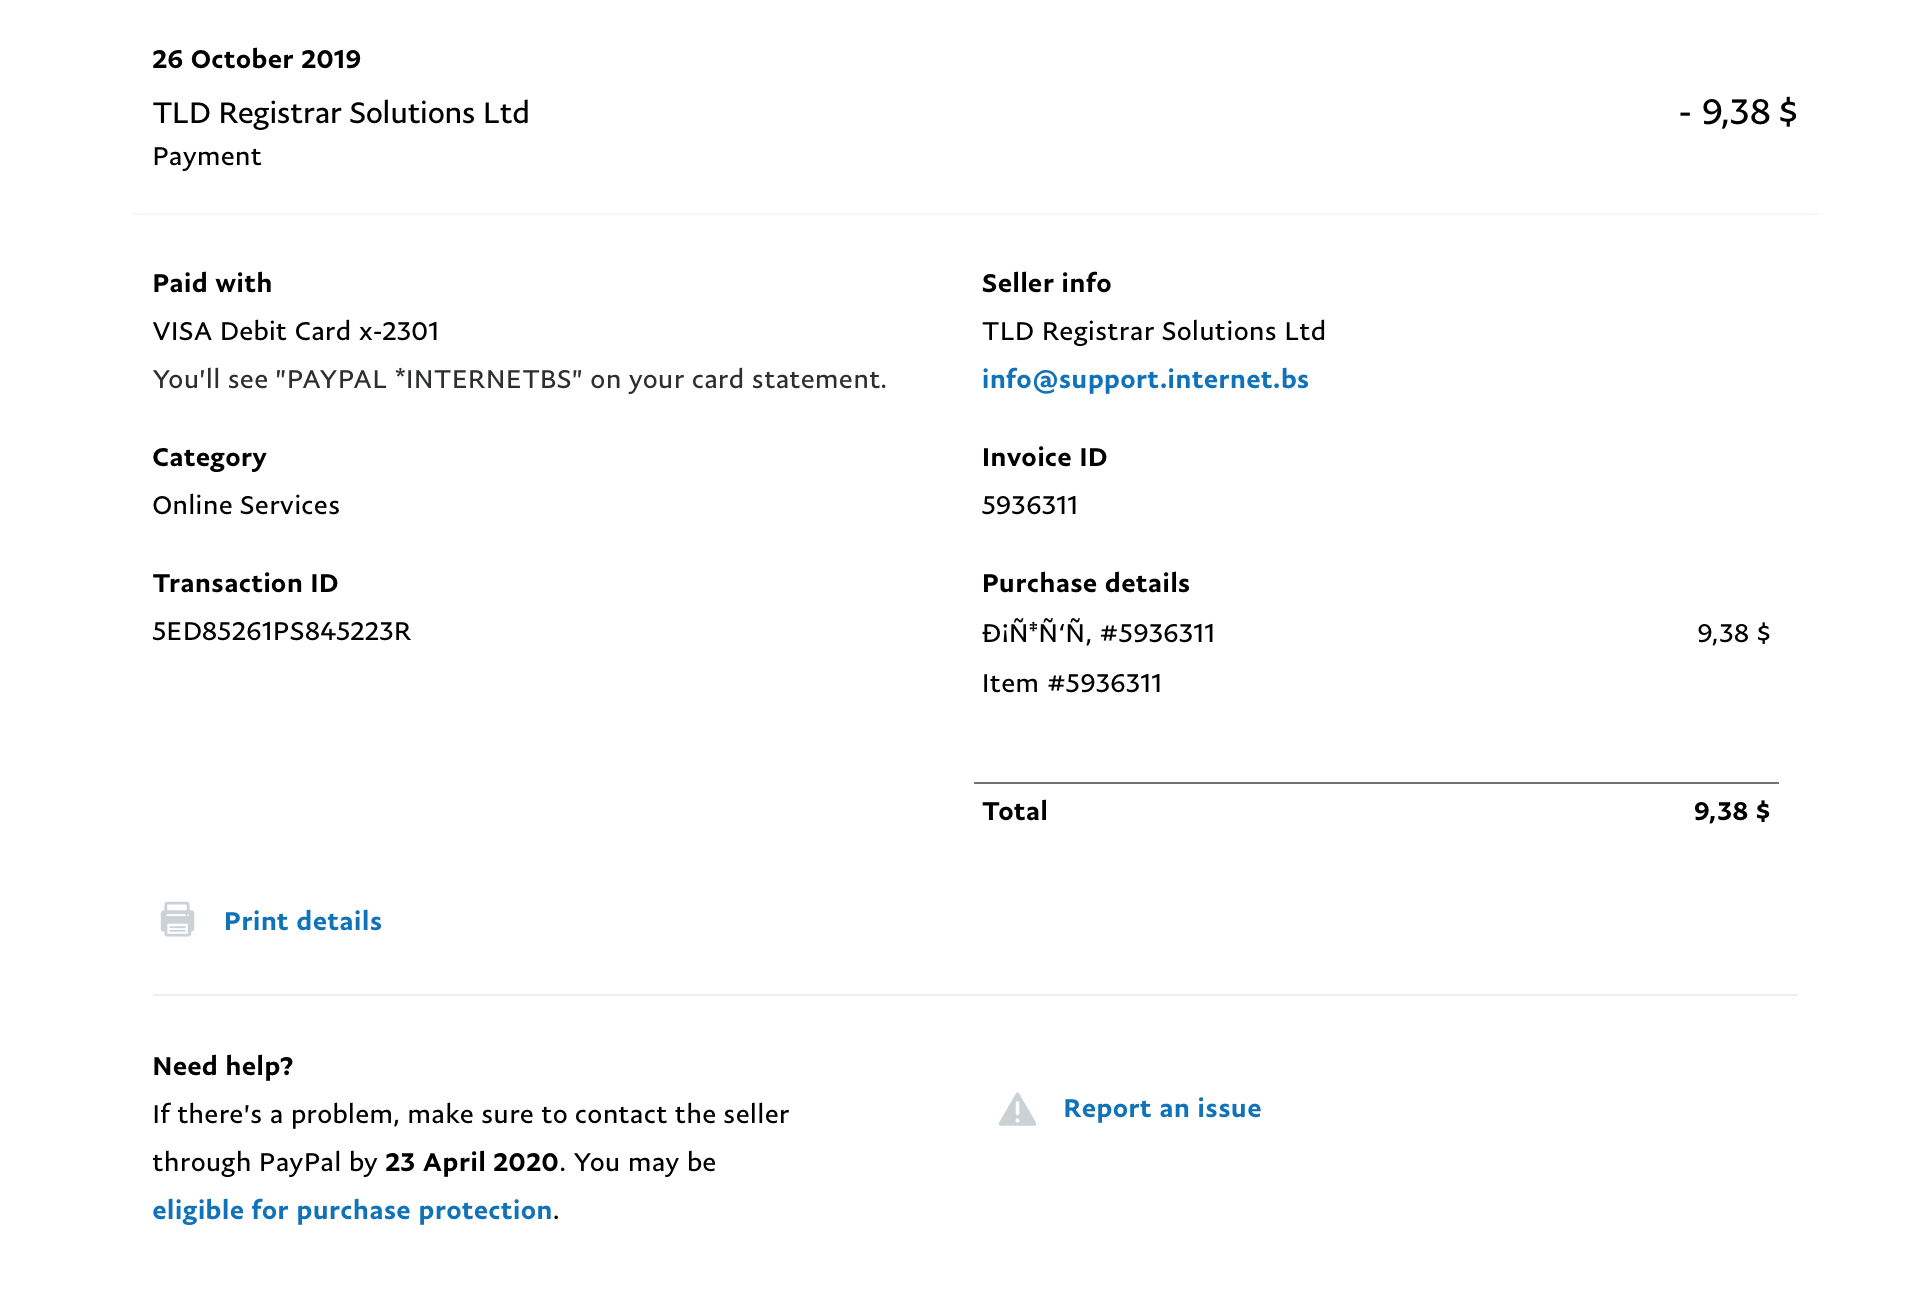 26 October 2019
TLD Registrar Solutions Ltd
- 9,38 $
Payment
Paid with
VISA Debit Card x-2301
You'll see "PAYPAL *INTERNETBS" on your card statement.
Category
Online Services
Transaction ID
5ED85261PS845223R
Seller info
TLD Registrar Solutions Ltd
info@support.internet.bs
Invoice ID
5936311
Purchase details
Ð¡Ñ‡Ñ‘Ñ‚ #5936311 9,38 $
Item #5936311
Total 9,38 $
Print details
Need help?
If there's a problem, make sure to contact the seller
through PayPal by 23 April 2020. You may be
eligible for purchase protection.
Report an issue